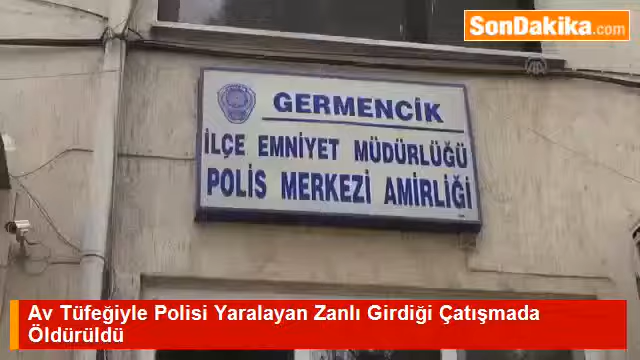 SonDakika.com
GERMENCİK
İLÇE EMNİYET MÜDÜRLÜĞÜ
POLİS MERKEZİ AMİRLİĞİ
Av Tüfeğiyle Polisi Yaralayan Zanlı Girdiği Çatışmada
Öldürüldü